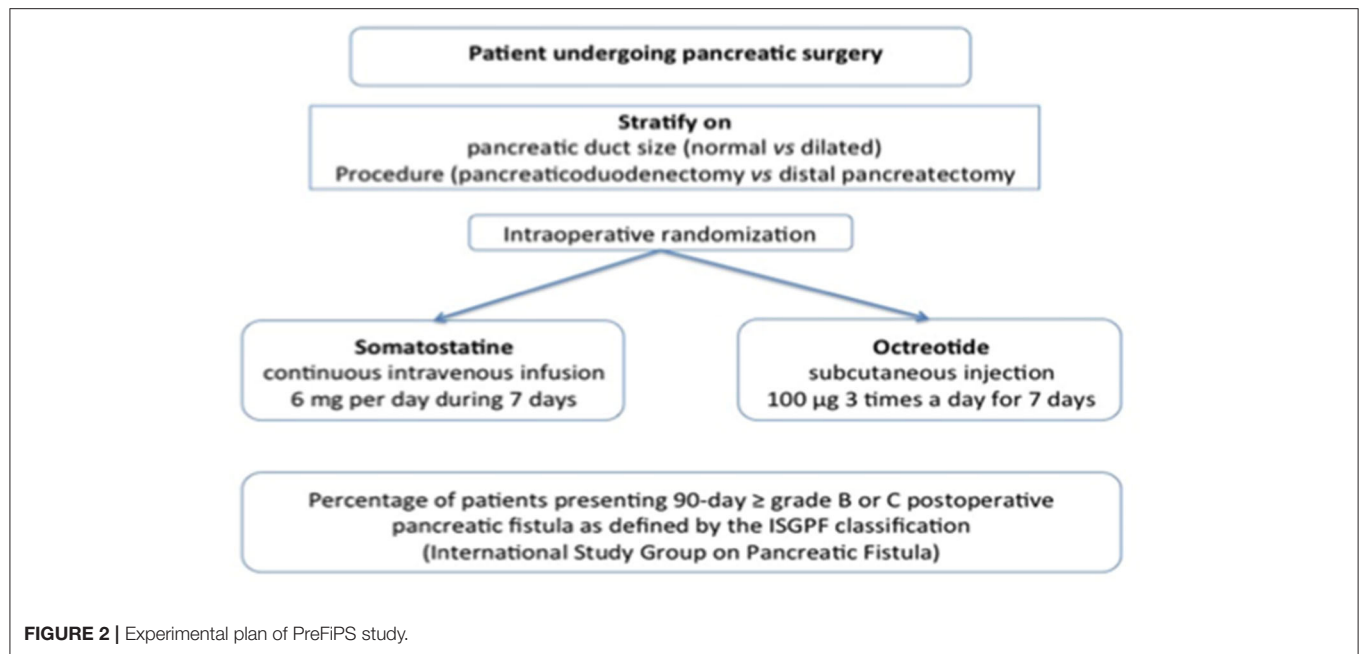 Patient undergoing pancreatic surgery
Stratify on
pancreatic duct size (normal vs dilated)
Procedure (pancreaticoduodenectomy vs distal pancreatectomy
Intraoperative randomization
Somatostatine
continuous intravenous infusion
6 mg per day during 7 days
Octreotide
subcutaneous injection
100 µg 3 times a day for 7 days
Percentage of patients presenting 90-day ≥ grade B or C postoperative
pancreatic fistula as defined by the ISGPF classification
(International Study Group on Pancreatic Fistula)
FIGURE 2 | Experimental plan of PreFiPS study.